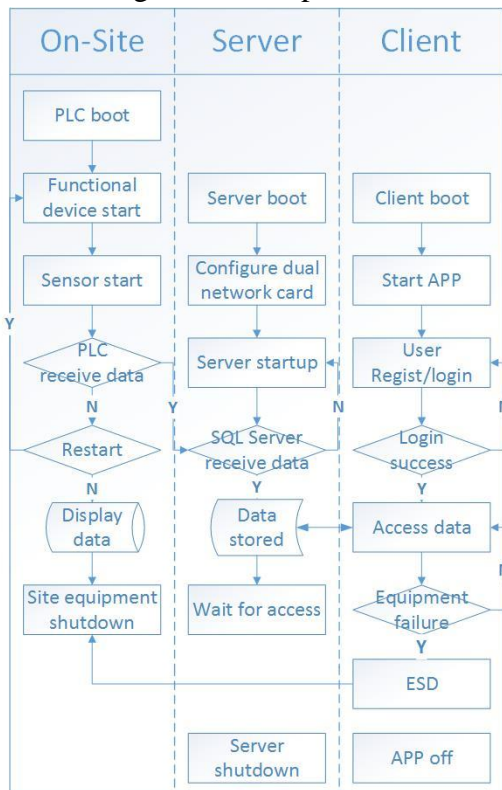 On-Site
PLC boot
Functional
device start
Sensor start
Y
PLC
receive data
N
Y
Restart
N
Display
data
Site equipment
shutdown
Server
Server boot
Configure dual
network card
Server startup
N
SQL Server
receive data
Y
Data
stored
Wait for access
Server
shutdown
Client
Client boot
Start APP
User
Regist/login
Login
success
Y
Access data
Equipment
failure
Y
ESD
APP off